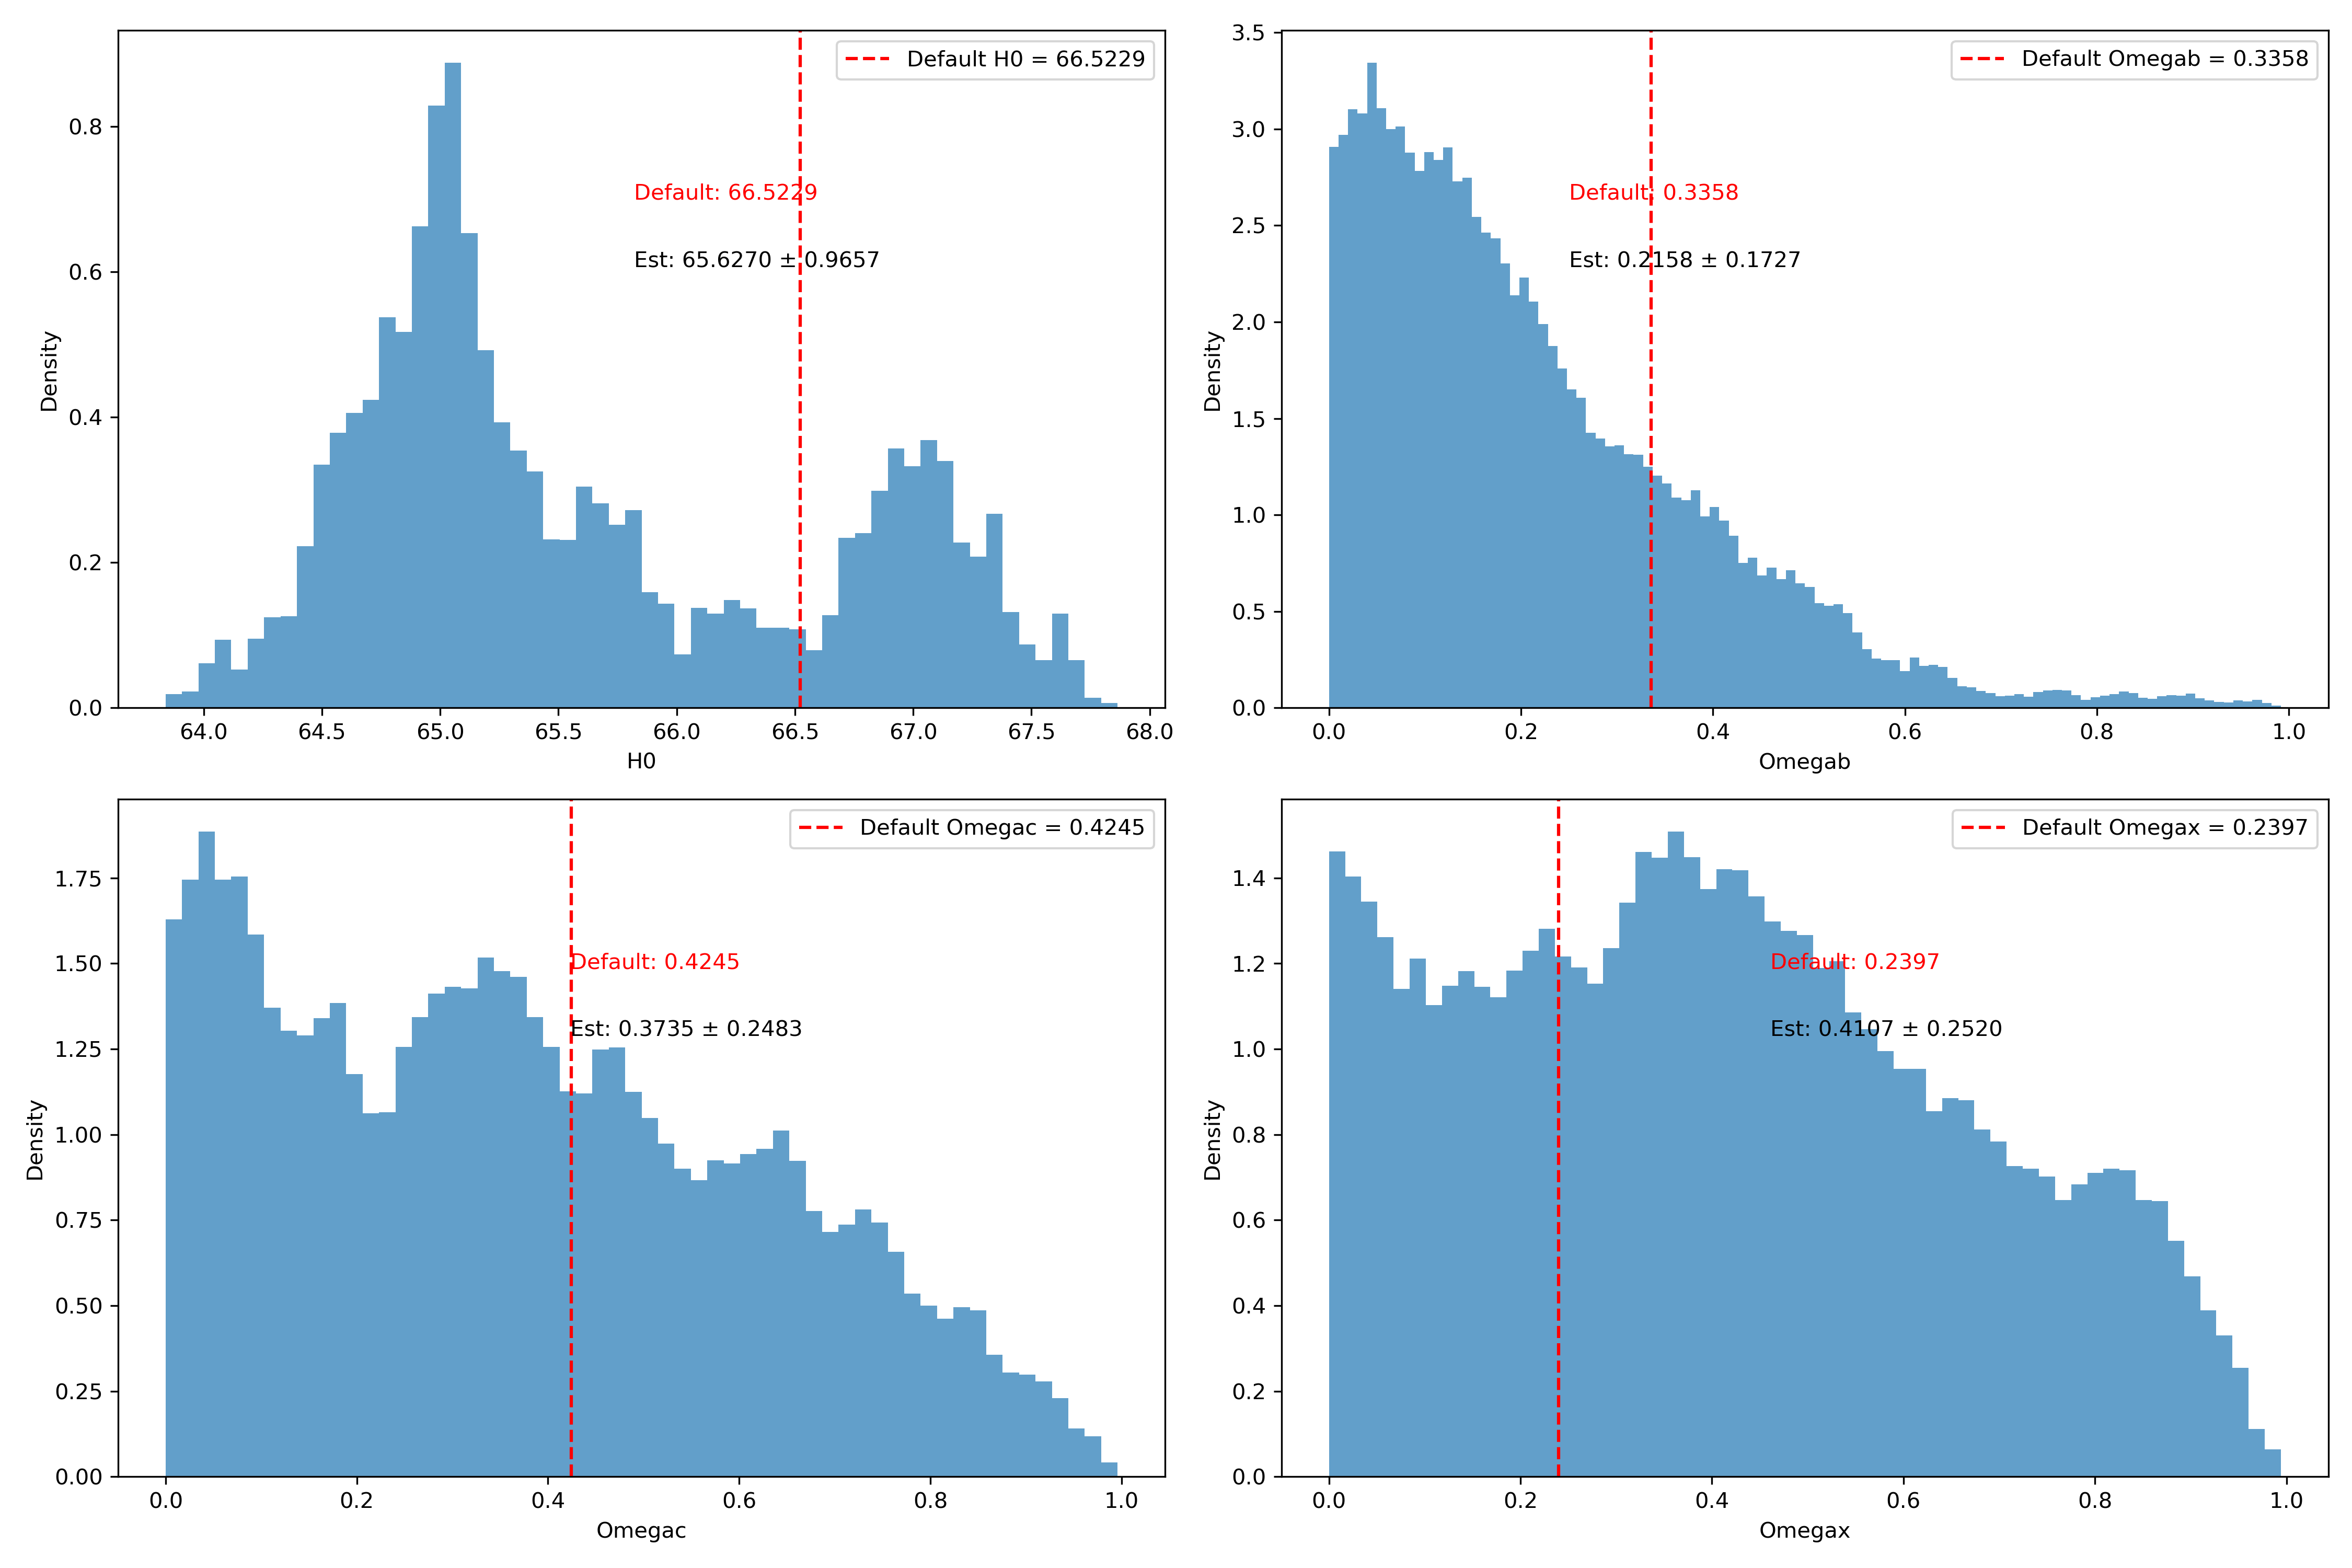 Default H0 = 66.5229
Default: 66.5229
Est: 65.6270 ± 0.9657
Density
0.8
0.6
0.4
0.2
0.0
64.0 64.5 65.0 65.5 66.0 66.5 67.0 67.5 68.0
H0
Default Omegab = 0.3358
Default: 0.3358
Est: 0.2158 ± 0.1727
Density
3.5
3.0
2.5
2.0
1.5
1.0
0.5
0.0
0.0 0.2 0.4 0.6 0.8 1.0
Omegab
Default Omegac = 0.4245
Default: 0.4245
Est: 0.3735 ± 0.2483
Density
1.75
1.50
1.25
1.00
0.75
0.50
0.25
0.00
0.0 0.2 0.4 0.6 0.8 1.0
Omegac
Default Omegax = 0.2397
Default: 0.2397
Est: 0.4107 ± 0.2520
Density
1.4
1.2
1.0
0.8
0.6
0.4
0.2
0.0
0.0 0.2 0.4 0.6 0.8 1.0
Omegax